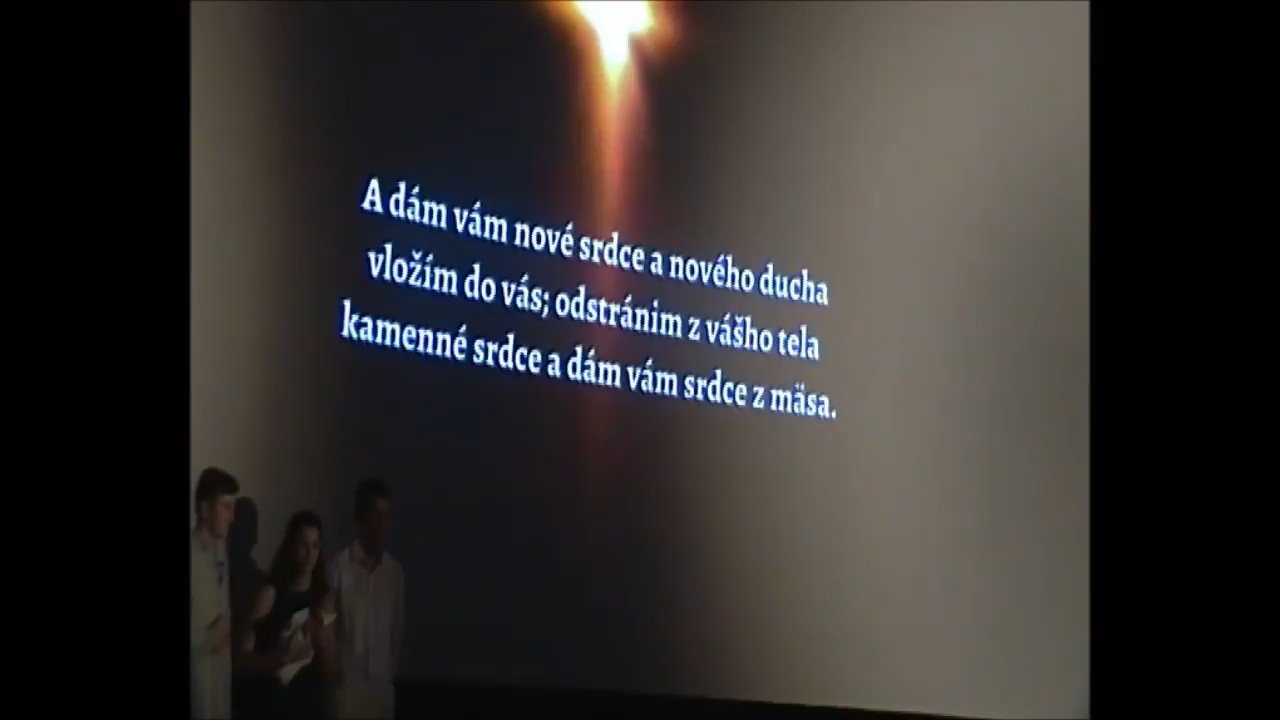 A dám vám nové srdce a nového ducha
vložím do vás; odstránim z vášho tela
kamenné srdce a dám vám srdce z mäsa.